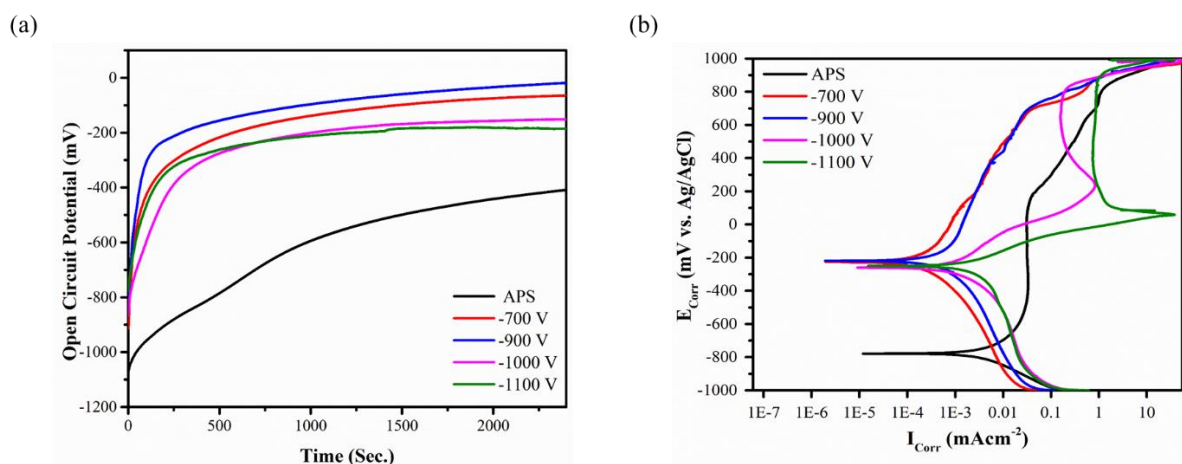 (a)
0
-200
-400
-600
-800
-1000
-1200
Open Circuit Potential (mV)
APS
-700 V
-900 V
-1000 V
-1100 V
0
500
1000
1500
2000
Time (Sec.)
(b)
1000
800
600
400
200
0
-200
-400
-600
-800
-1000
E_Corr (mV vs. Ag/AgCl)
APS
-700 V
-900 V
-1000 V
-1100 V
1E-7
1E-6
1E-5
1E-4
1E-3
0.01
0.1
1
10
I_Corr (mAcm⁻²)